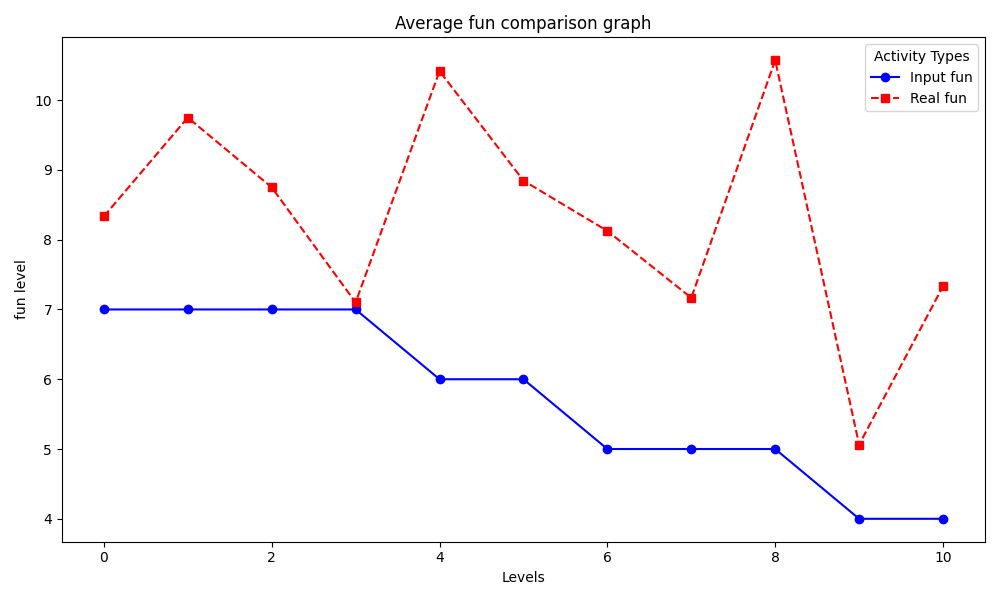 Average fun comparison graph
Activity Types
Input fun
Real fun
fun level
10
9
8
7
6
5
4
0 2 4 6 8 10
Levels